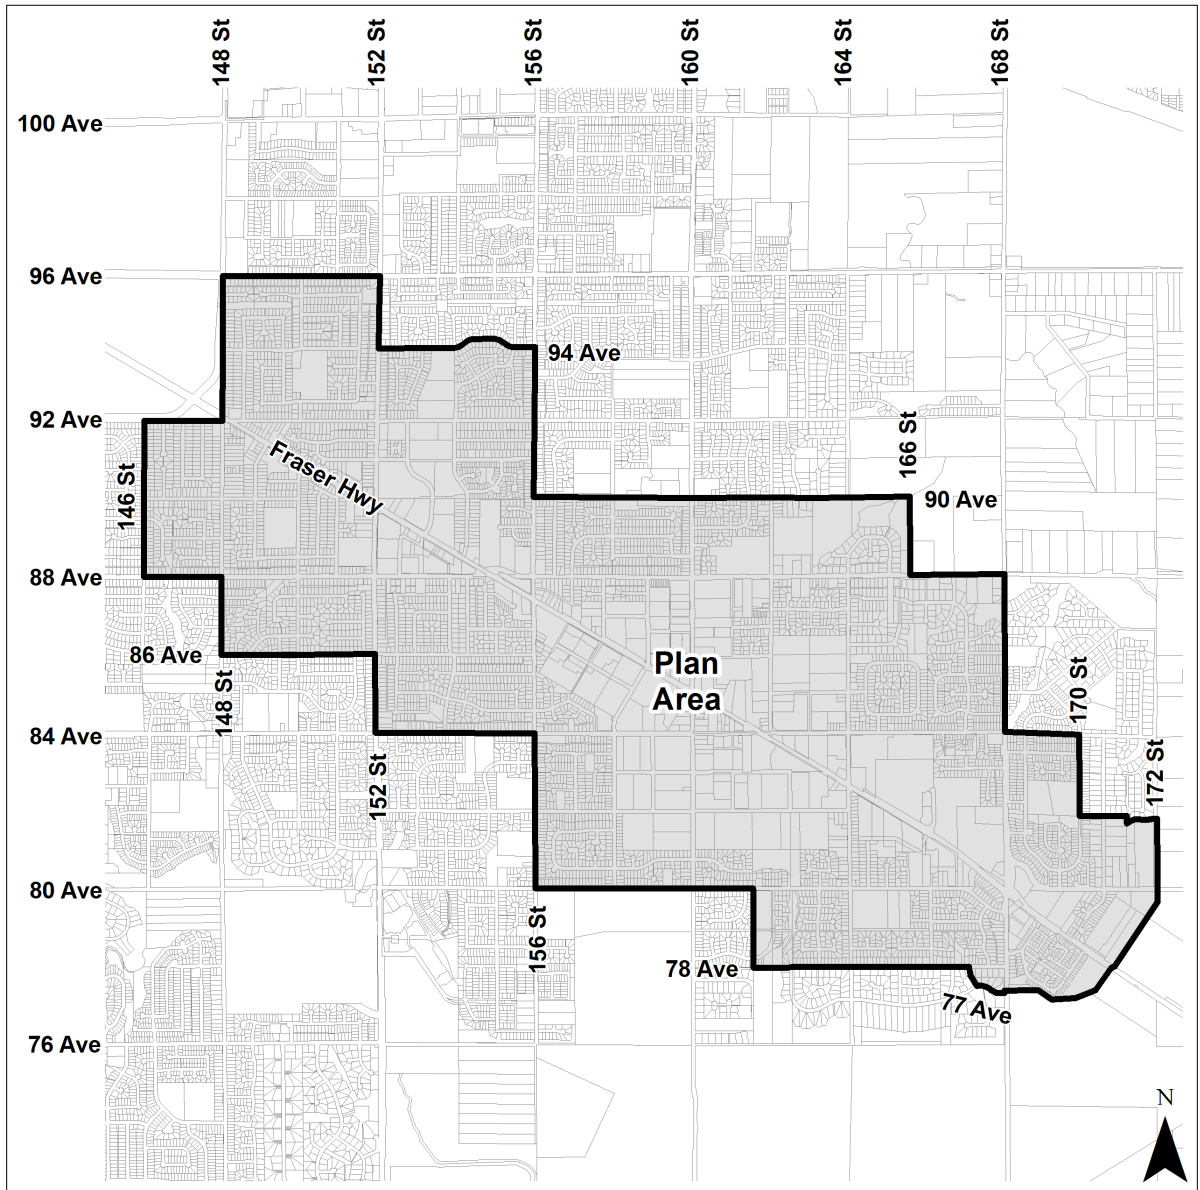 148 St
152 St
156 St
160 St
164 St
168 St
100 Ave
96 Ave
94 Ave
92 Ave
166 St
Fraser Hwy
146 St
90 Ave
88 Ave
86 Ave
Plan
Area
148 St
170 St
84 Ave
152 St
172 St
80 Ave
156 St
78 Ave
77 Ave
76 Ave
N